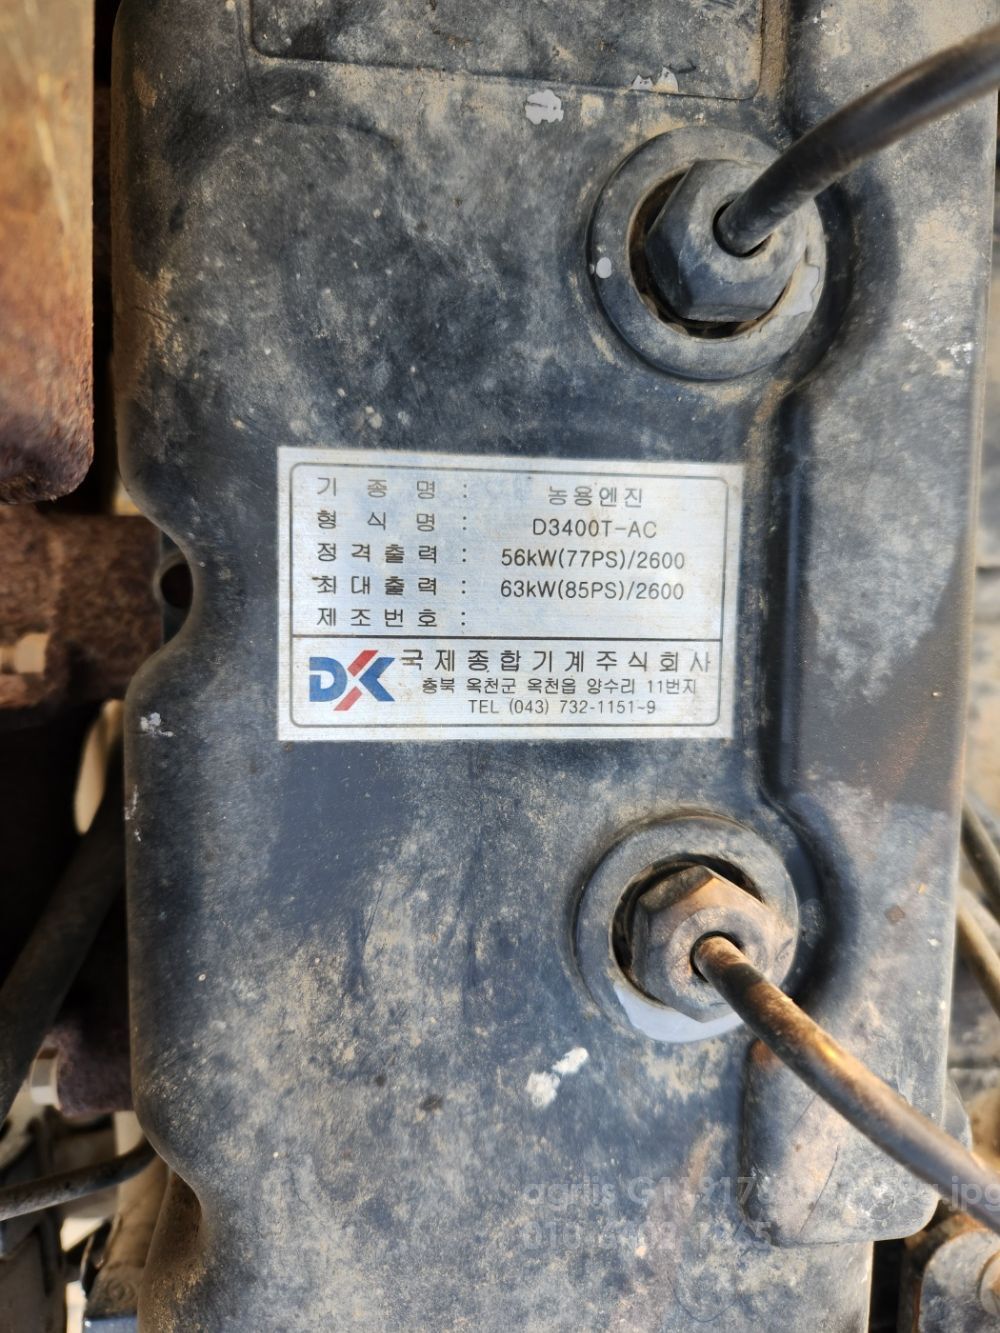 기종명 : 농용엔진
형식명 : D3400T-AC
정격출력 : 56kW(77PS)/2600
최대출력 : 63kW(85PS)/2600
제조번호 :
DK 국제종합기계주식회사
충북 옥천군 옥천읍 양수리 11번지
TEL (043) 732-1151~9
agriis